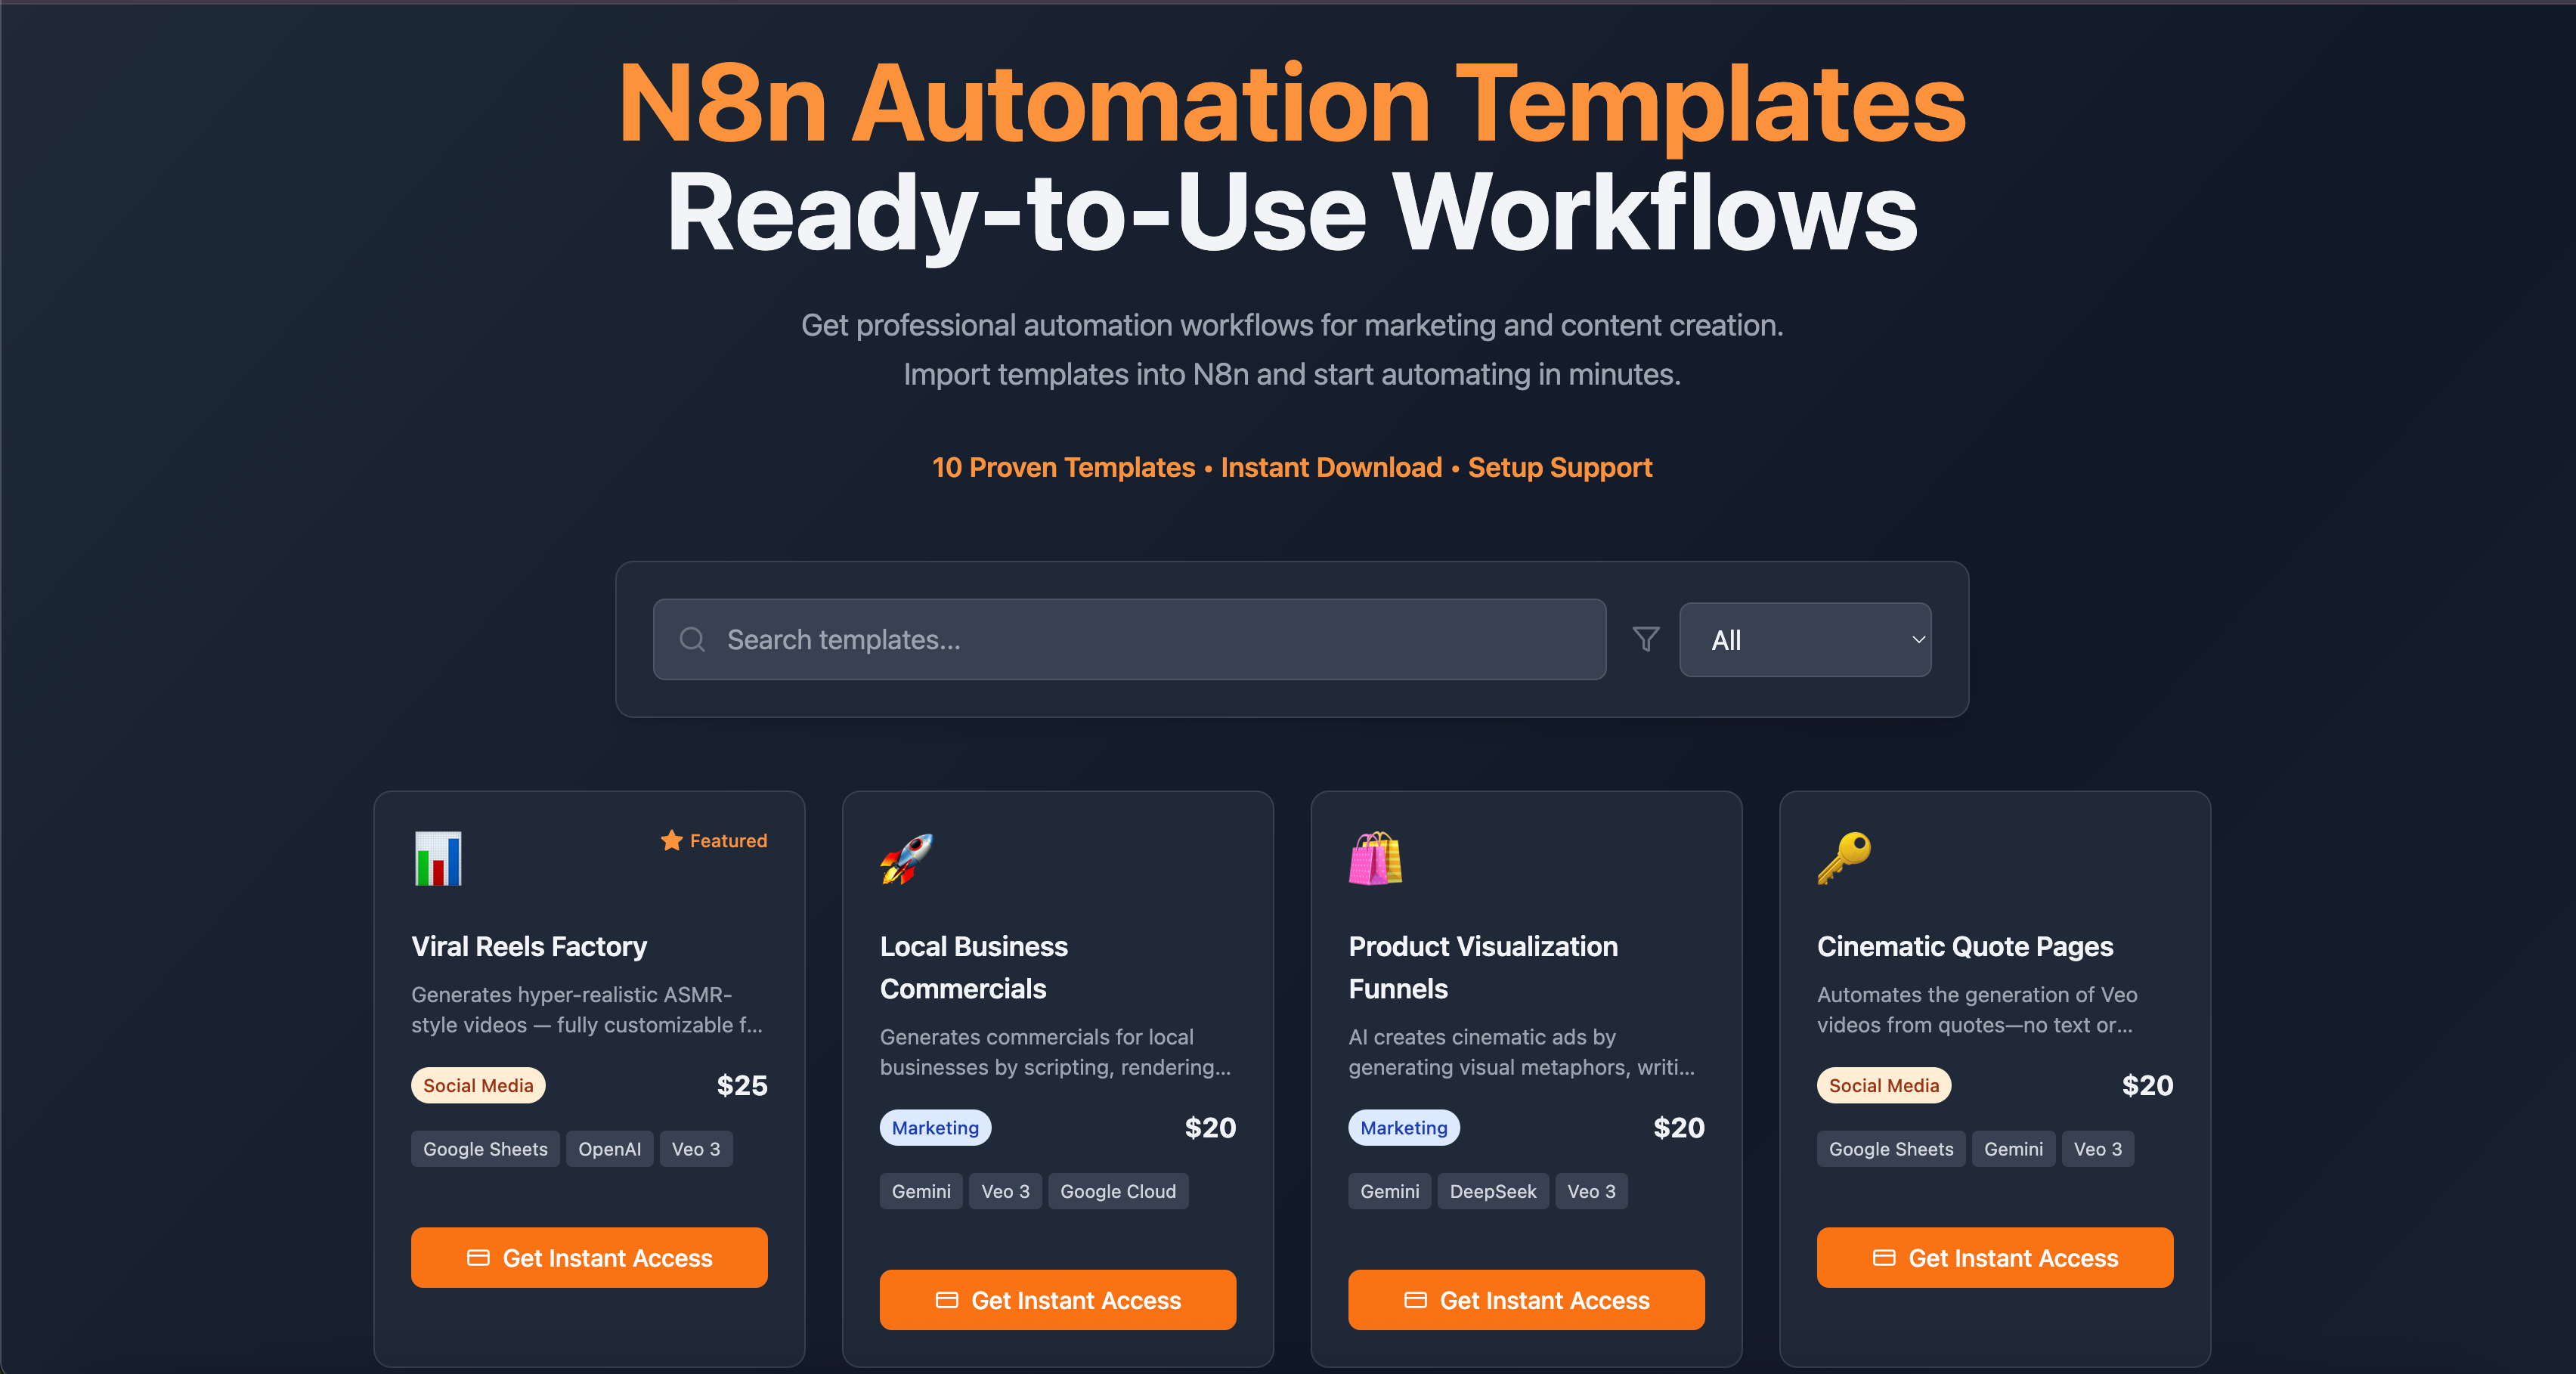 N8n Automation Templates
Ready-to-Use Workflows
Get professional automation workflows for marketing and content creation.
Import templates into N8n and start automating in minutes.
10 Proven Templates • Instant Download • Setup Support
Search templates...
All
Featured
Viral Reels Factory
Generates hyper-realistic ASMR-
style videos — fully customizable f...
Social Media
$25
Google Sheets
OpenAI
Veo 3
Get Instant Access
Local Business
Commercials
Generates commercials for local
businesses by scripting, rendering...
Marketing
$20
Gemini
Veo 3
Google Cloud
Get Instant Access
Product Visualization
Funnels
AI creates cinematic ads by
generating visual metaphors, writi...
Marketing
$20
Gemini
DeepSeek
Veo 3
Get Instant Access
Cinematic Quote Pages
Automates the generation of Veo
videos from quotes—no text or...
Social Media
$20
Google Sheets
Gemini
Veo 3
Get Instant Access